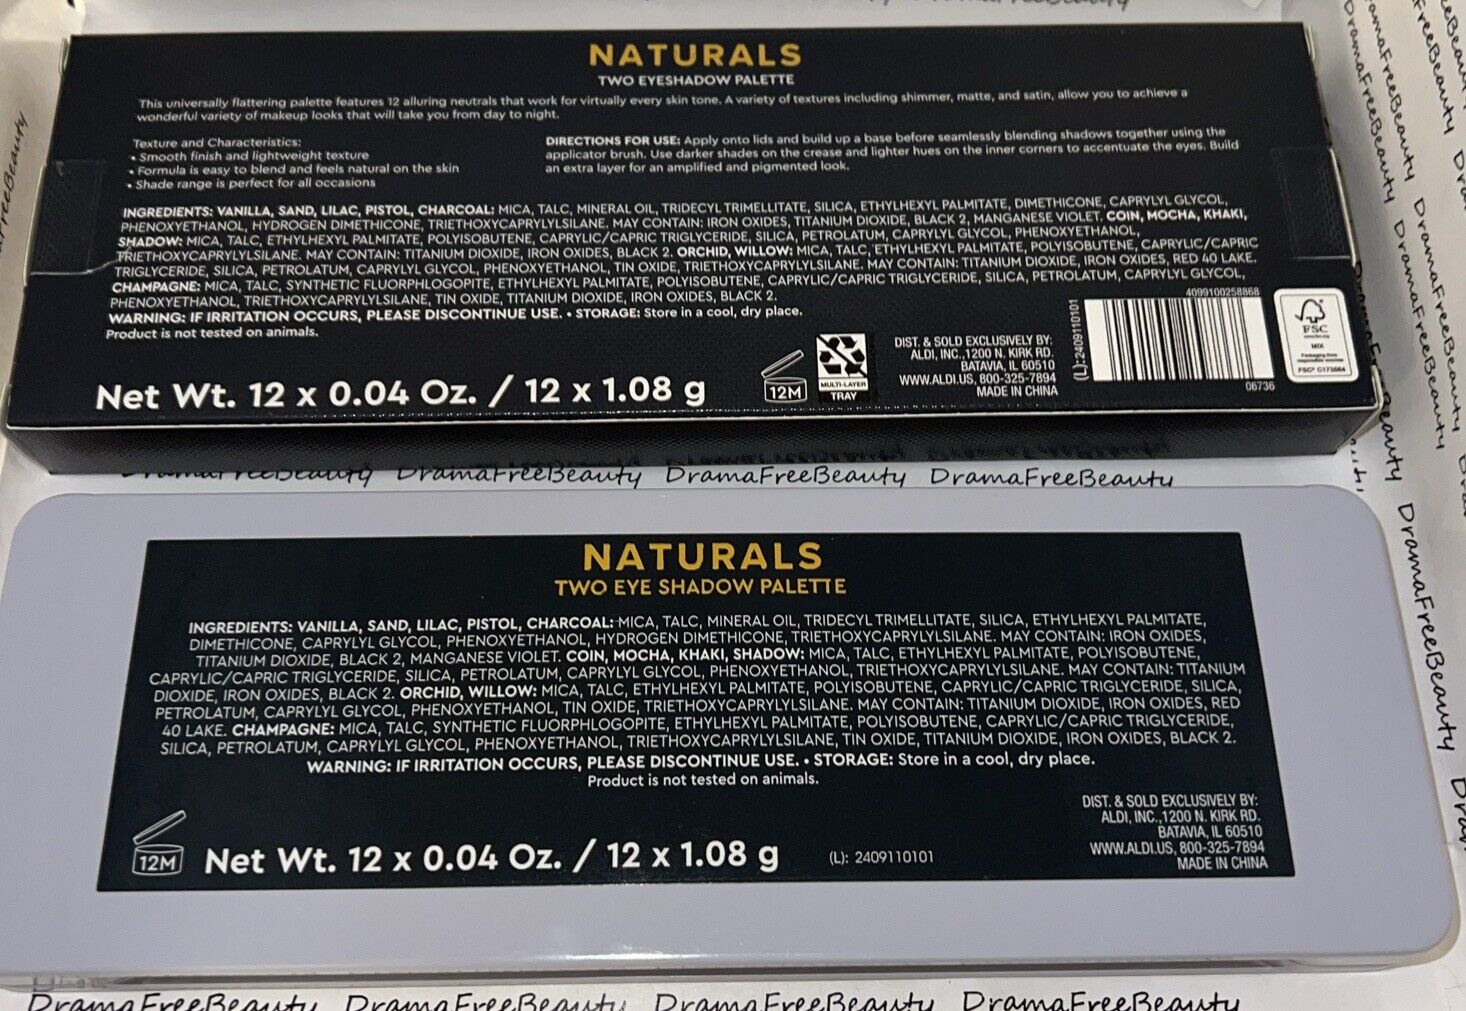 NATURALS
TWO EYESHADOW PALETTE
This universally flattering palette features 12 alluring neutrals that work for virtually every skin tone. A variety of textures including shimmer, matte, and satin, allow you to achieve a
wonderful variety of makeup looks that will take you from day to night.
Texture and Characteristics:
• Smooth finish and lightweight texture
• Formula is easy to blend and feels natural on the skin
• Shade range is perfect for all occasions
DIRECTIONS FOR USE: Apply onto lids and build up a base before seamlessly blending shadows together using the
applicator brush. Use darker shades on the crease and lighter hues on the inner corners to accentuate the eyes. Build
an extra layer for an amplified and pigmented look.
INGREDIENTS: VANILLA, SAND, LILAC, PISTOL, CHARCOAL: MICA, TALC, MINERAL OIL, TRIDECYL TRIMELLITATE, SILICA, ETHYLHEXYL PALMITATE, DIMETHICONE, CAPRYLYL GLYCOL,
PHENOXYETHANOL, HYDROGEN DIMETHICONE, TRIETHOXYCAPRYLYLSILANE. MAY CONTAIN: IRON OXIDES, TITANIUM DIOXIDE, BLACK 2, MANGANESE VIOLET. COIN, MOCHA, KHAKI,
SHADOW: MICA, TALC, ETHYLHEXYL PALMITATE, POLYISOBUTENE, CAPRYLIC/CAPRIC TRIGLYCERIDE, SILICA, PETROLATUM, CAPRYLYL GLYCOL, PHENOXYETHANOL,
TRIETHOXYCAPRYLYLSILANE. MAY CONTAIN: TITANIUM DIOXIDE, IRON OXIDES, BLACK 2. ORCHID, WILLOW: MICA, TALC, ETHYLHEXYL PALMITATE, POLYISOBUTENE, CAPRYLIC/CAPRIC
TRIGLYCERIDE, SILICA, PETROLATUM, CAPRYLYL GLYCOL, PHENOXYETHANOL, TIN OXIDE, TRIETHOXYCAPRYLYLSILANE. MAY CONTAIN: TITANIUM DIOXIDE, IRON OXIDES, RED 40 LAKE.
CHAMPAGNE: MICA, TALC, SYNTHETIC FLUORPHLOGOPITE, ETHYLHEXYL PALMITATE, POLYISOBUTENE, CAPRYLIC/CAPRIC TRIGLYCERIDE, SILICA, PETROLATUM, CAPRYLYL GLYCOL,
PHENOXYETHANOL, TRIETHOXYCAPRYLYLSILANE, TIN OXIDE, TITANIUM DIOXIDE, IRON OXIDES, BLACK 2.
WARNING: IF IRRITATION OCCURS, PLEASE DISCONTINUE USE. • STORAGE: Store in a cool, dry place.
Product is not tested on animals.
Net Wt. 12 x 0.04 Oz. / 12 x 1.08 g
12M
MULTI-LAYER
TRAY
DIST. & SOLD EXCLUSIVELY BY:
ALDI, INC.,1200 N. KIRK RD.
BATAVIA, IL 60510
WWW.ALDI.US, 800-325-7894
MADE IN CHINA
(L):2409110101
4099100258868
06736
FSC
MIX
DramaFreeBeauty DramaFreeBeauty DramaFreeBeauty DramaFreeBeauty
NATURALS
TWO EYE SHADOW PALETTE
INGREDIENTS: VANILLA, SAND, LILAC, PISTOL, CHARCOAL: MICA, TALC, MINERAL OIL, TRIDECYL TRIMELLITATE, SILICA, ETHYLHEXYL PALMITATE,
DIMETHICONE, CAPRYLYL GLYCOL, PHENOXYETHANOL, HYDROGEN DIMETHICONE, TRIETHOXYCAPRYLYLSILANE. MAY CONTAIN: IRON OXIDES,
TITANIUM DIOXIDE, BLACK 2, MANGANESE VIOLET. COIN, MOCHA, KHAKI, SHADOW: MICA, TALC, ETHYLHEXYL PALMITATE, POLYISOBUTENE,
CAPRYLIC/CAPRIC TRIGLYCERIDE, SILICA, PETROLATUM, CAPRYLYL GLYCOL, PHENOXYETHANOL, TRIETHOXYCAPRYLYLSILANE. MAY CONTAIN: TITANIUM
DIOXIDE, IRON OXIDES, BLACK 2. ORCHID, WILLOW: MICA, TALC, ETHYLHEXYL PALMITATE, POLYISOBUTENE, CAPRYLIC/CAPRIC TRIGLYCERIDE, SILICA,
PETROLATUM, CAPRYLYL GLYCOL, PHENOXYETHANOL, TIN OXIDE, TRIETHOXYCAPRYLYLSILANE. MAY CONTAIN: TITANIUM DIOXIDE, IRON OXIDES, RED
40 LAKE. CHAMPAGNE: MICA, TALC, SYNTHETIC FLUORPHLOGOPITE, ETHYLHEXYL PALMITATE, POLYISOBUTENE, CAPRYLIC/CAPRIC TRIGLYCERIDE,
SILICA, PETROLATUM, CAPRYLYL GLYCOL, PHENOXYETHANOL, TRIETHOXYCAPRYLYLSILANE, TIN OXIDE, TITANIUM DIOXIDE, IRON OXIDES, BLACK 2.
WARNING: IF IRRITATION OCCURS, PLEASE DISCONTINUE USE. • STORAGE: Store in a cool, dry place.
Product is not tested on animals.
12M
Net Wt. 12 x 0.04 Oz. / 12 x 1.08 g
(L): 2409110101
DIST. & SOLD EXCLUSIVELY BY:
ALDI, INC.,1200 N. KIRK RD.
BATAVIA, IL 60510
WWW.ALDI.US, 800-325-7894
MADE IN CHINA
DramaFreeBeauty DramaFreeBeauty DramaFreeBeauty DramaFreeBeauty